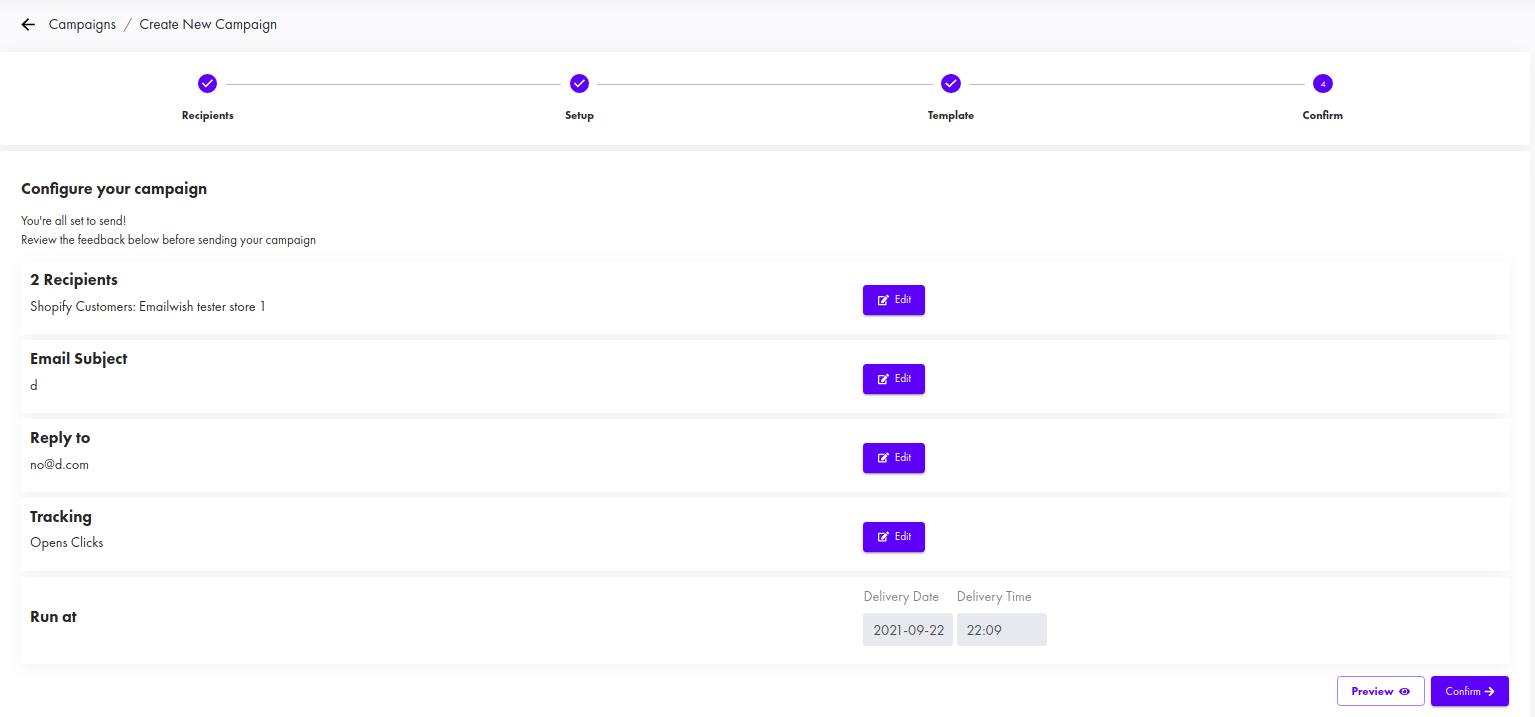 Campaigns / Create New Campaign
4
Recipients Setup Template Confirm
Configure your campaign
You're all set to send!
Review the feedback below before sending your campaign
2 Recipients
Shopify Customers: Emailwish tester store 1
Edit
Email Subject
d
Edit
Reply to
no@d.com
Edit
Tracking
Opens Clicks
Edit
Run at
Delivery Date Delivery Time
2021-09-22 22:09
Preview Confirm